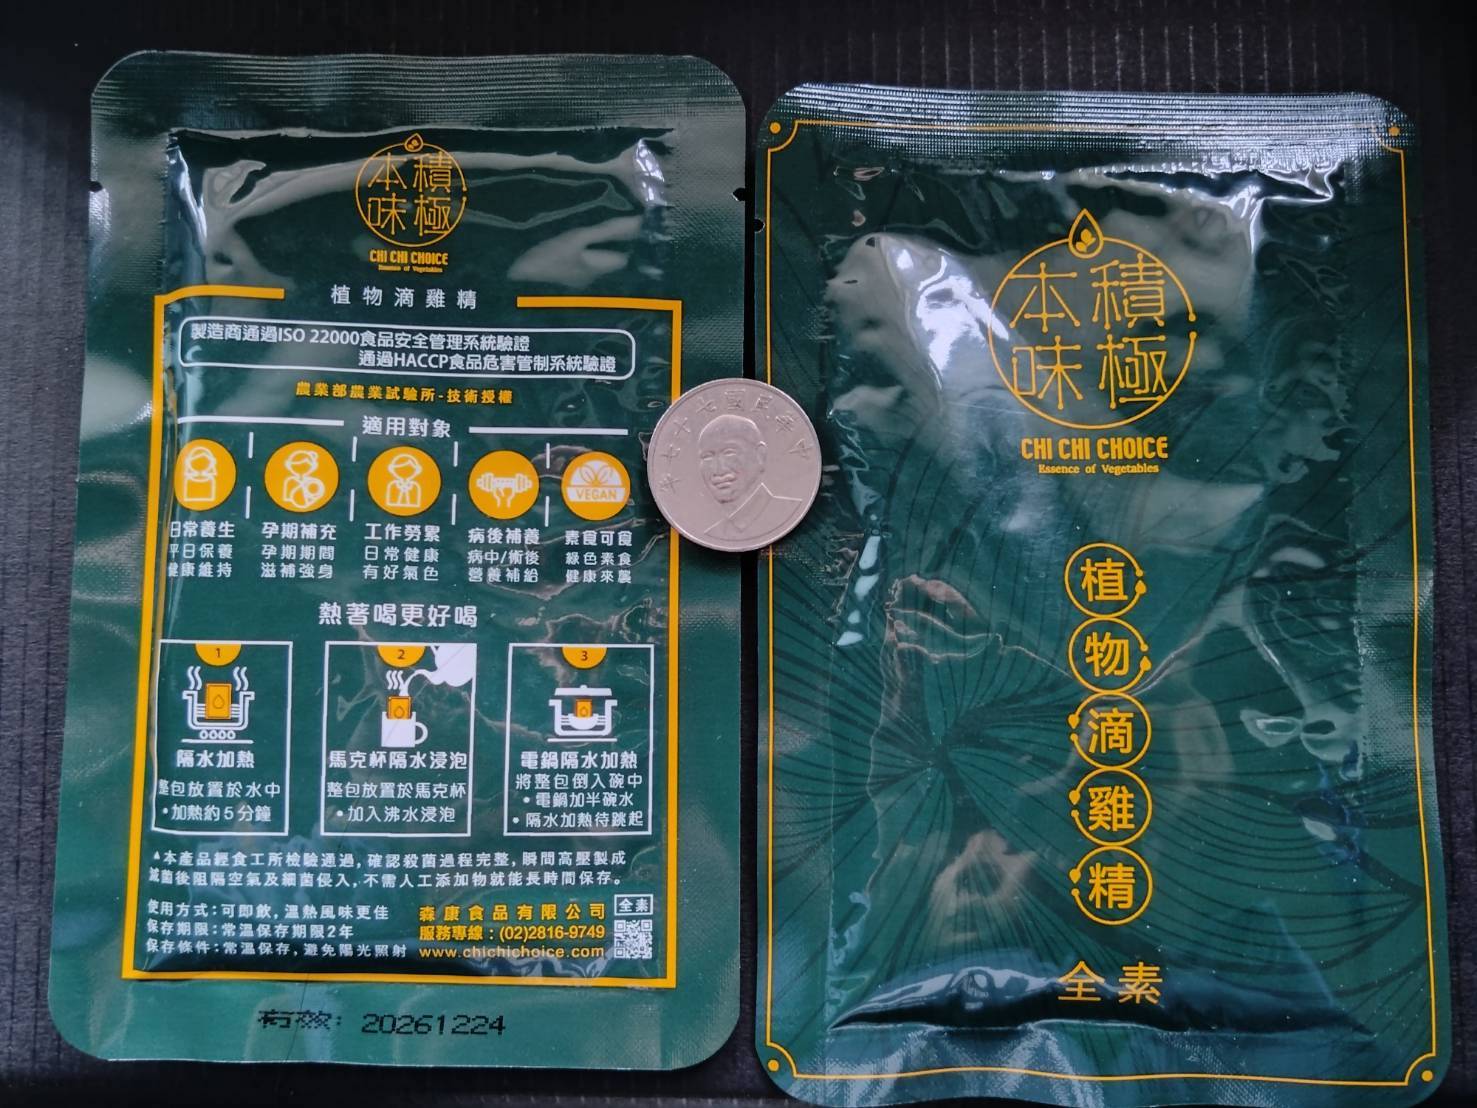 本積
味極
CHI CHI CHOICE
Essence of Vegetables
植物滴雞精
製造商通過ISO 22000食品安全管理系統驗證
通過HACCP食品危害管制系統驗證
農業部農業試驗所-技術授權
適用對象
VEGAN
日常養生
平日保養
健康維持
孕期補充
孕期期間
滋補強身
工作勞累
日常健康
有好氣色
病後補養
病中/術後
營養補給
素食可食
綠色素食
健康來襲
熱著喝更好喝
1
隔水加熱
整包放置於水中
•加熱約5分鐘
2
馬克杯隔水浸泡
整包放置於馬克杯
•加入沸水浸泡
3
電鍋隔水加熱
將整包倒入碗中
•電鍋加半碗水
•隔水加熱待跳起
▲本產品經食工所檢驗通過,確認殺菌過程完整,瞬間高壓製成
滅菌後阻隔空氣及細菌侵入,不需人工添加物就能長時間保存。
使用方式:可即飲,溫熱風味更佳
保存期限:常溫保存期限2年
保存條件:常溫保存,避免陽光照射
森康食品有限公司
服務專線:(02)2816-9749
www.chichichoice.com
全素
有效: 20261224
中華民國七十七年
本積
味極
CHI CHI CHOICE
Essence of Vegetables
植
物
滴
雞
精
全素